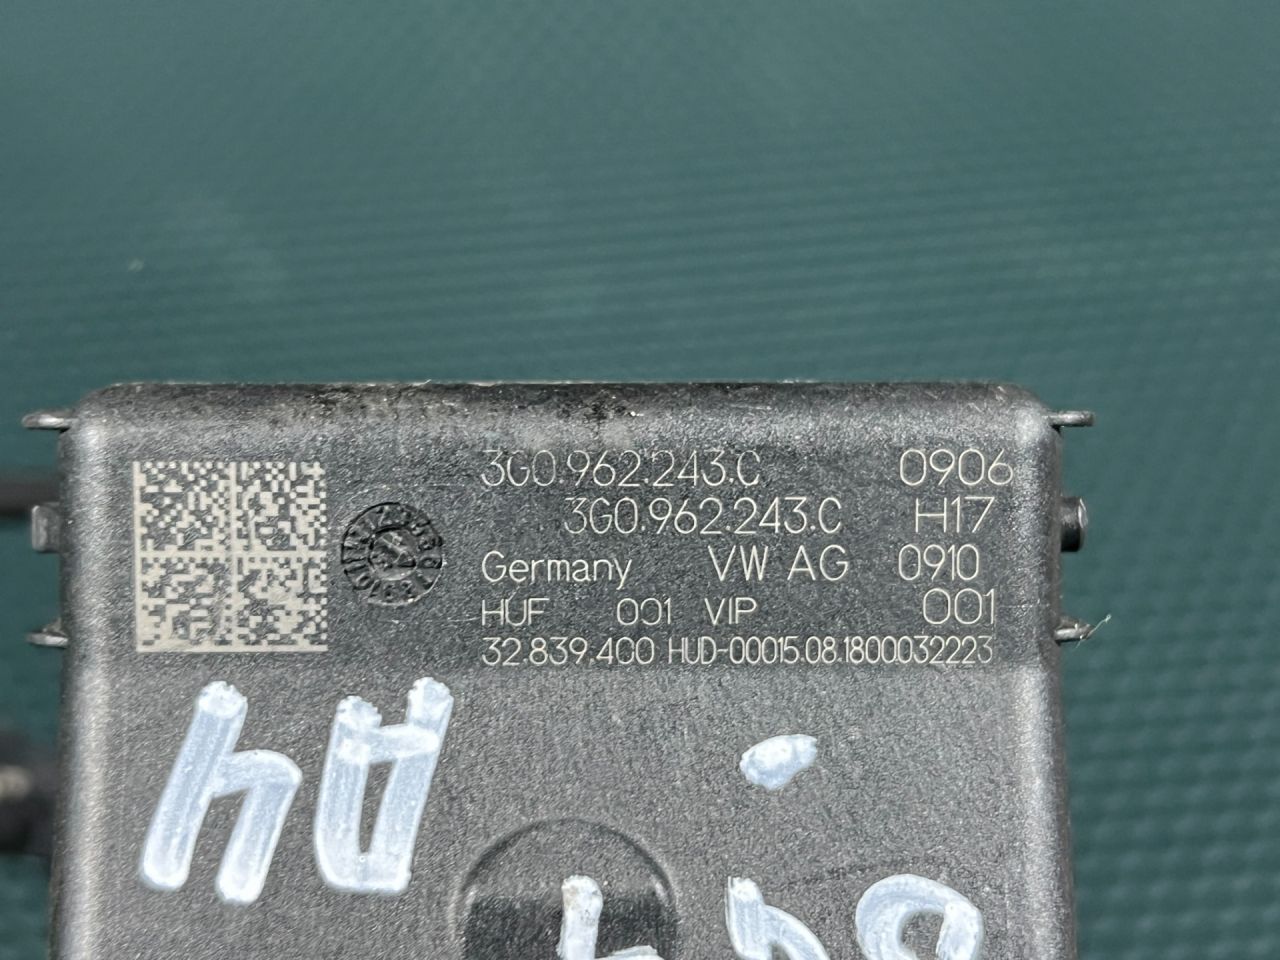 3G0.962.243.C 0906
3G0.962.243.C H17
Germany VW AG 0910
HUF 001 VIP 001
32.839.400 HUD-00015.08.1800032223